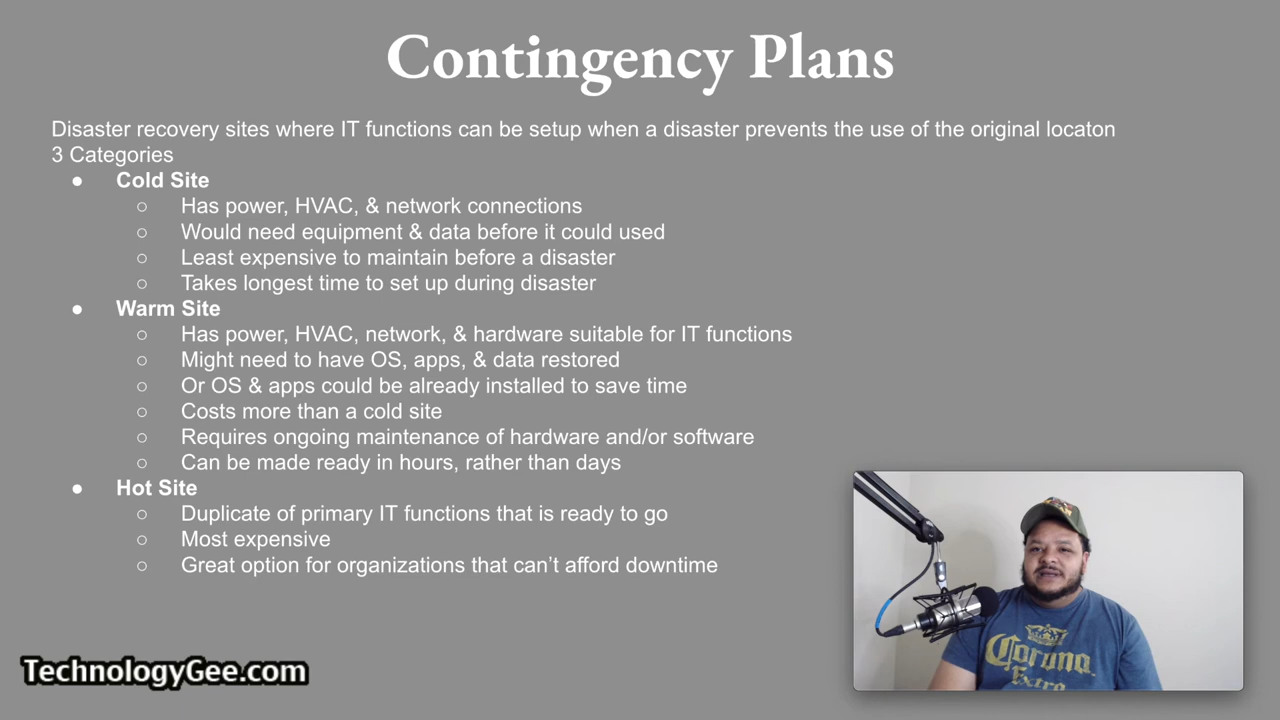 Contingency Plans
Disaster recovery sites where IT functions can be setup when a disaster prevents the use of the original locaton
3 Categories
● Cold Site
○ Has power, HVAC, & network connections
○ Would need equipment & data before it could used
○ Least expensive to maintain before a disaster
○ Takes longest time to set up during disaster
● Warm Site
○ Has power, HVAC, network, & hardware suitable for IT functions
○ Might need to have OS, apps, & data restored
○ Or OS & apps could be already installed to save time
○ Costs more than a cold site
○ Requires ongoing maintenance of hardware and/or software
○ Can be made ready in hours, rather than days
● Hot Site
○ Duplicate of primary IT functions that is ready to go
○ Most expensive
○ Great option for organizations that can’t afford downtime
Corona
Extra
TechnologyGee.com